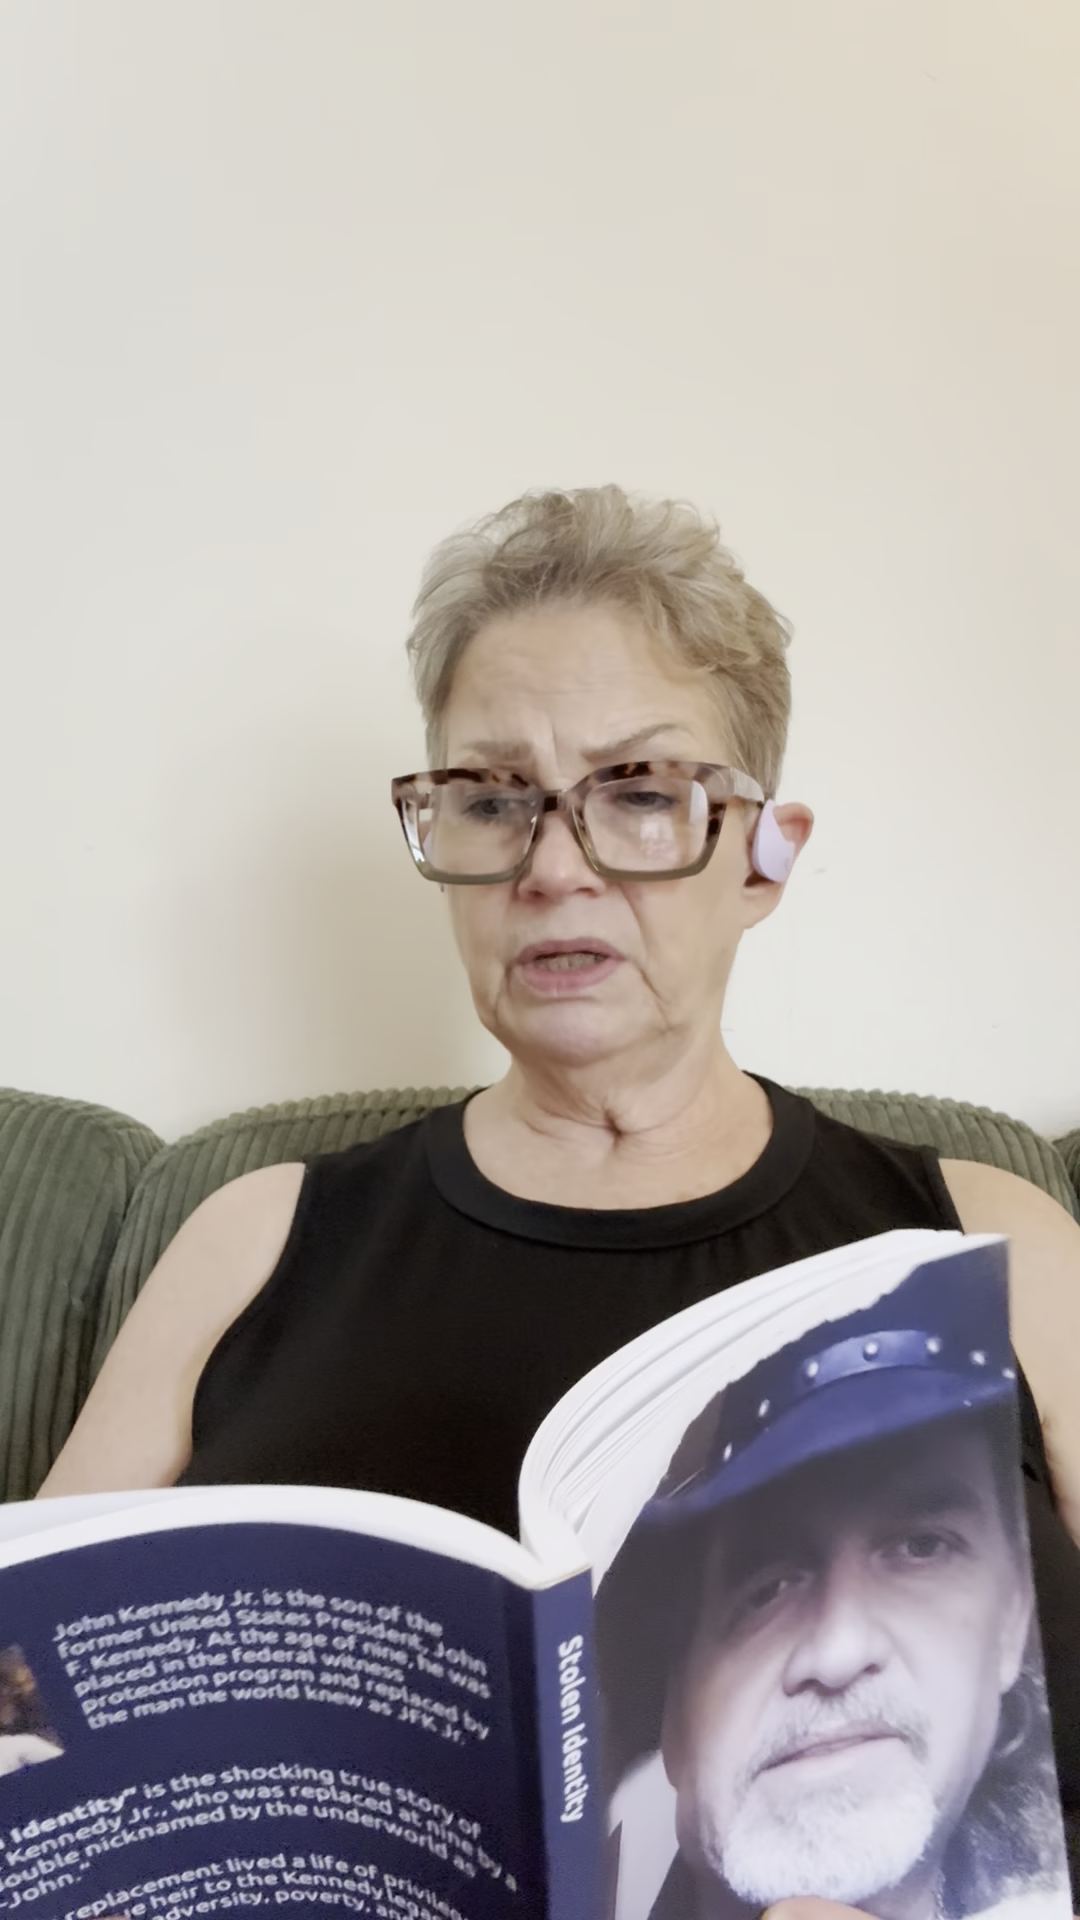 John Kennedy Jr. is the son of the
former United States President, John
F. Kennedy. At the age of nine, he was
placed in the federal witness
protection program and replaced by
the man the world knew as JFK Jr.
Identity" is the shocking true story of
Kennedy Jr., who was replaced at nine by a
double nicknamed by the underworld as
-John."
replacement lived a life of
heir to the Kennedy
adversity, poverty, and
Stolen Identity